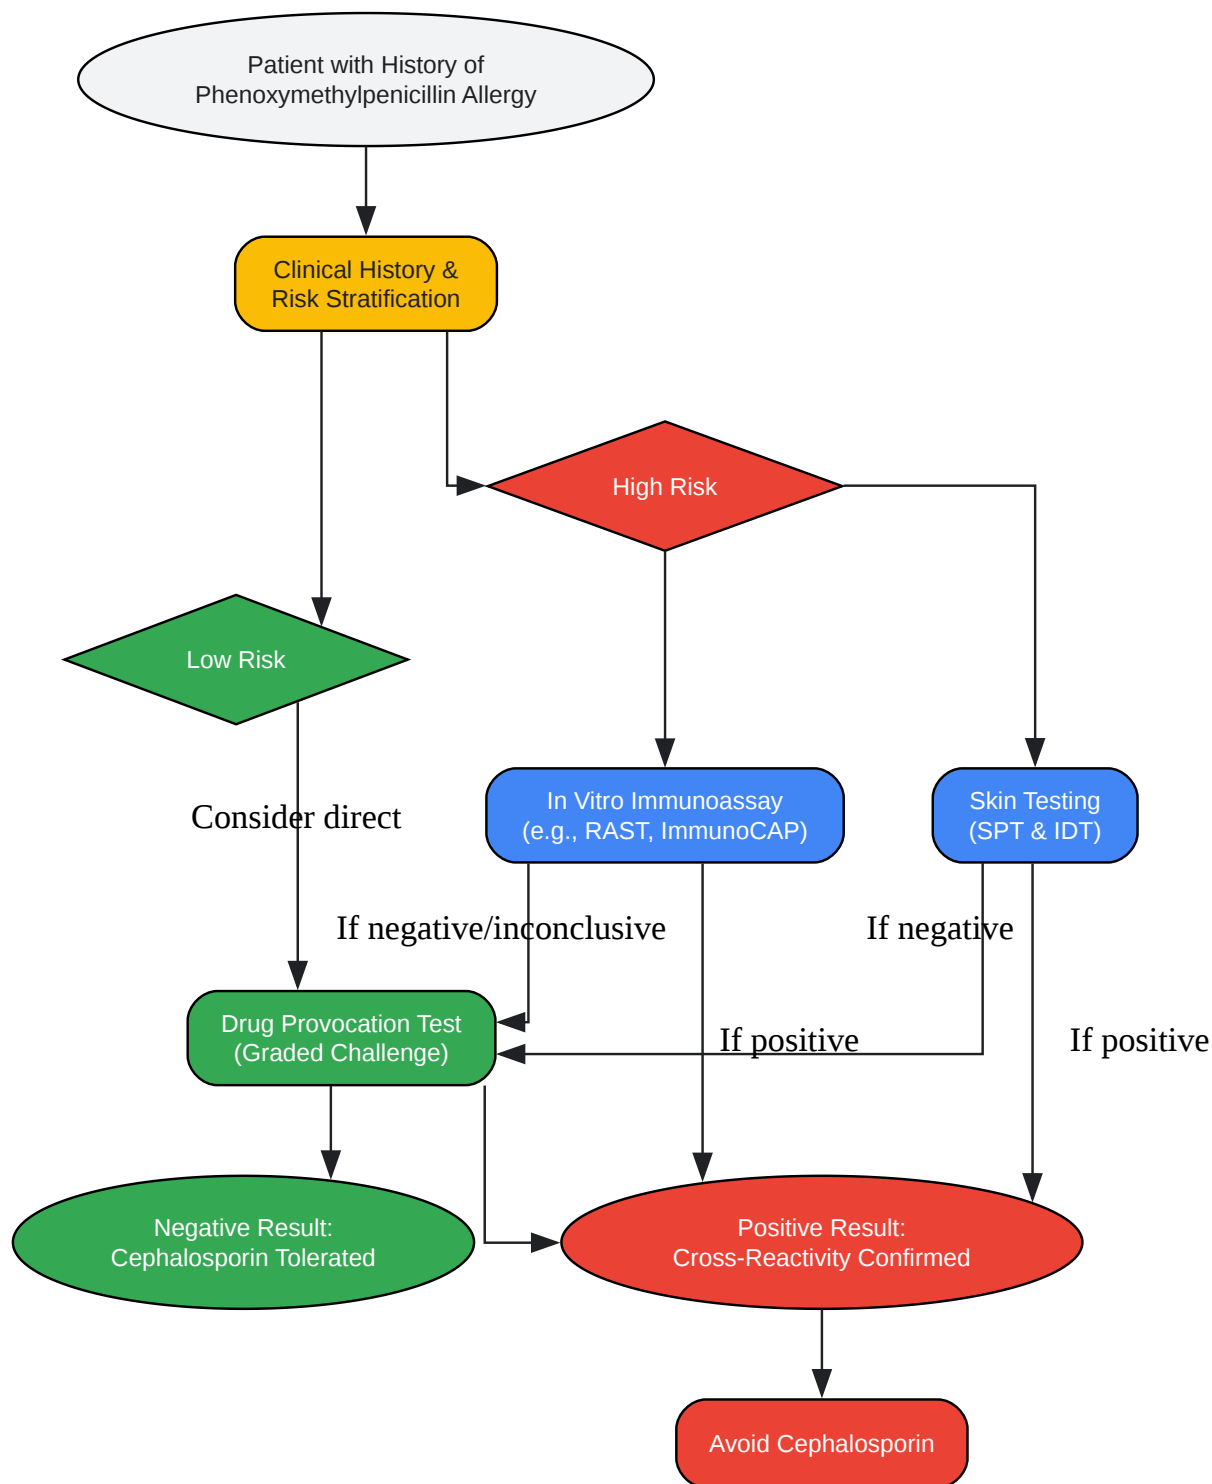 Patient with History of
Phenoxymethylpenicillin Allergy
Clinical History &
Risk Stratification
High Risk
Low Risk
Consider direct
In Vitro Immunoassay
(e.g., RAST, ImmunoCAP)
Skin Testing
(SPT & IDT)
If negative/inconclusive
If negative
Drug Provocation Test
(Graded Challenge)
If positive
If positive
Negative Result:
Cephalosporin Tolerated
Positive Result:
Cross-Reactivity Confirmed
Avoid Cephalosporin